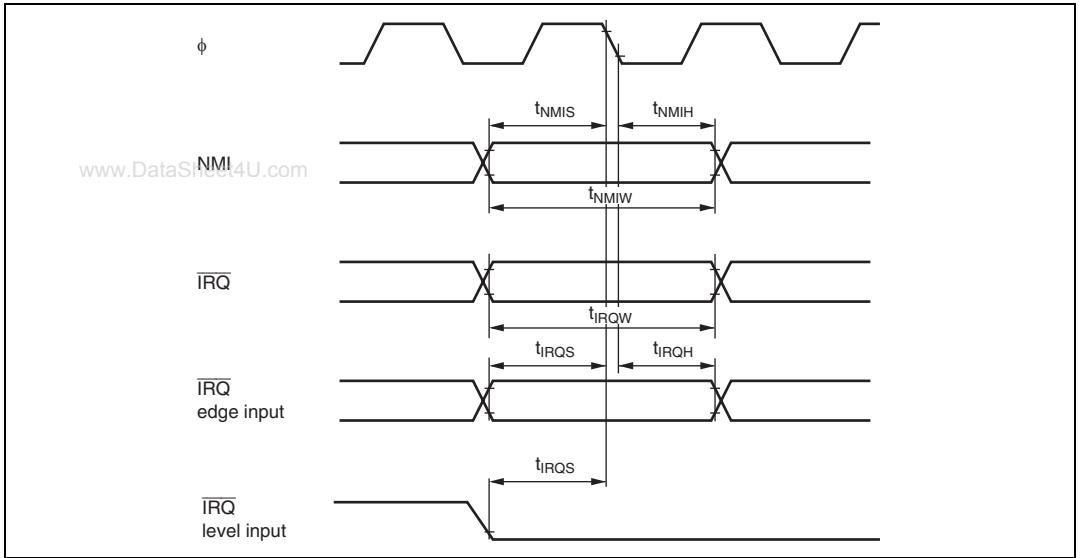 ϕ
tNMIS
tNMIH
www.DataSheet4U.com
NMI
tNMIW
IRQ
tIRQW
tIRQS
tIRQH
IRQ
edge input
tIRQS
IRQ
level input